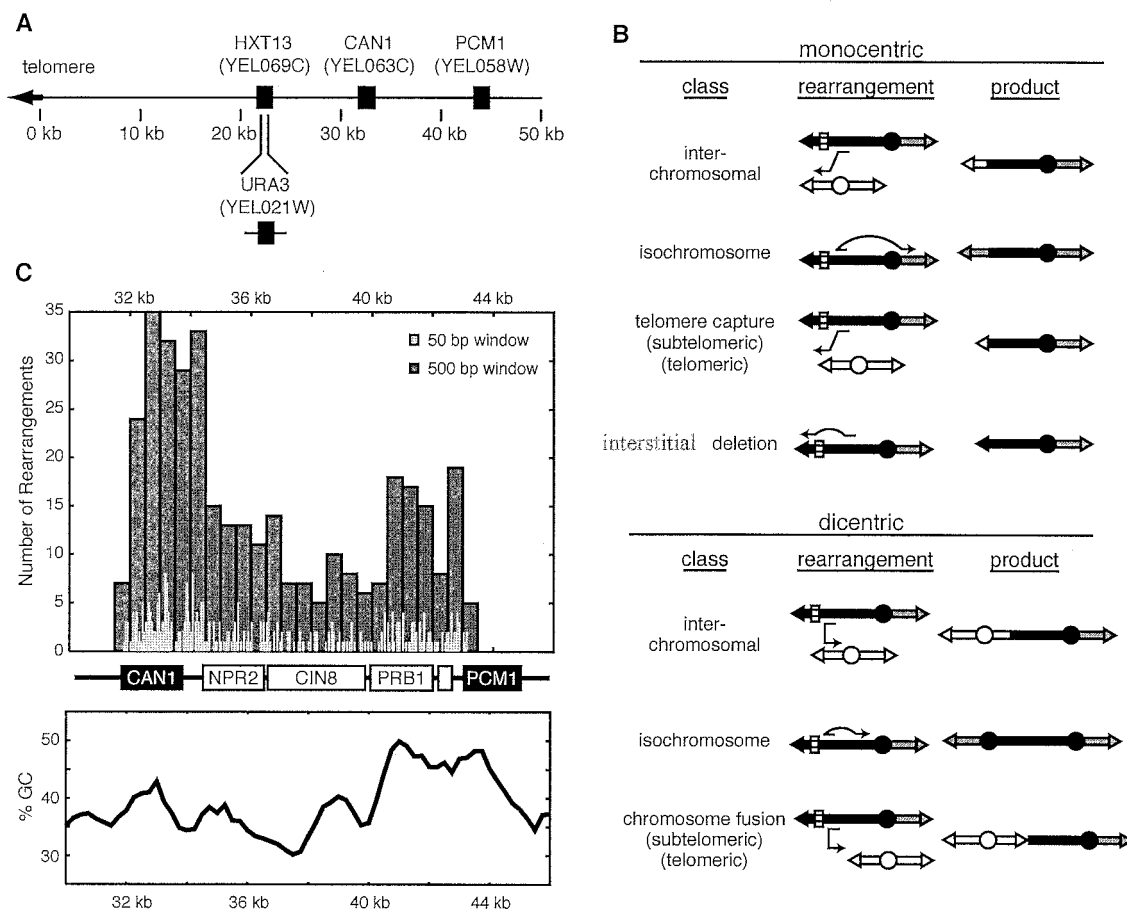 A
HXT13 CAN1 PCM1
telomere (YEL069C) (YEL063C) (YEL058W)
0 kb 10 kb 20 kb 30 kb 40 kb 50 kb
URA3
(YEL021W)
B
monocentric
class rearrangement product
inter-
chromosomal
isochromosome
telomere capture
(subtelomeric)
(telomeric)
interstitial deletion
dicentric
class rearrangement product
inter-
chromosomal
isochromosome
chromosome fusion
(subtelomeric)
(telomeric)
C
32 kb 36 kb 40 kb 44 kb
Number of Rearrangements
35
30
25
20
15
10
5
0
50 bp window
500 bp window
CAN1 NPR2 CIN8 PRB1 PCM1
% GC
50
40
30
32 kb 36 kb 40 kb 44 kb